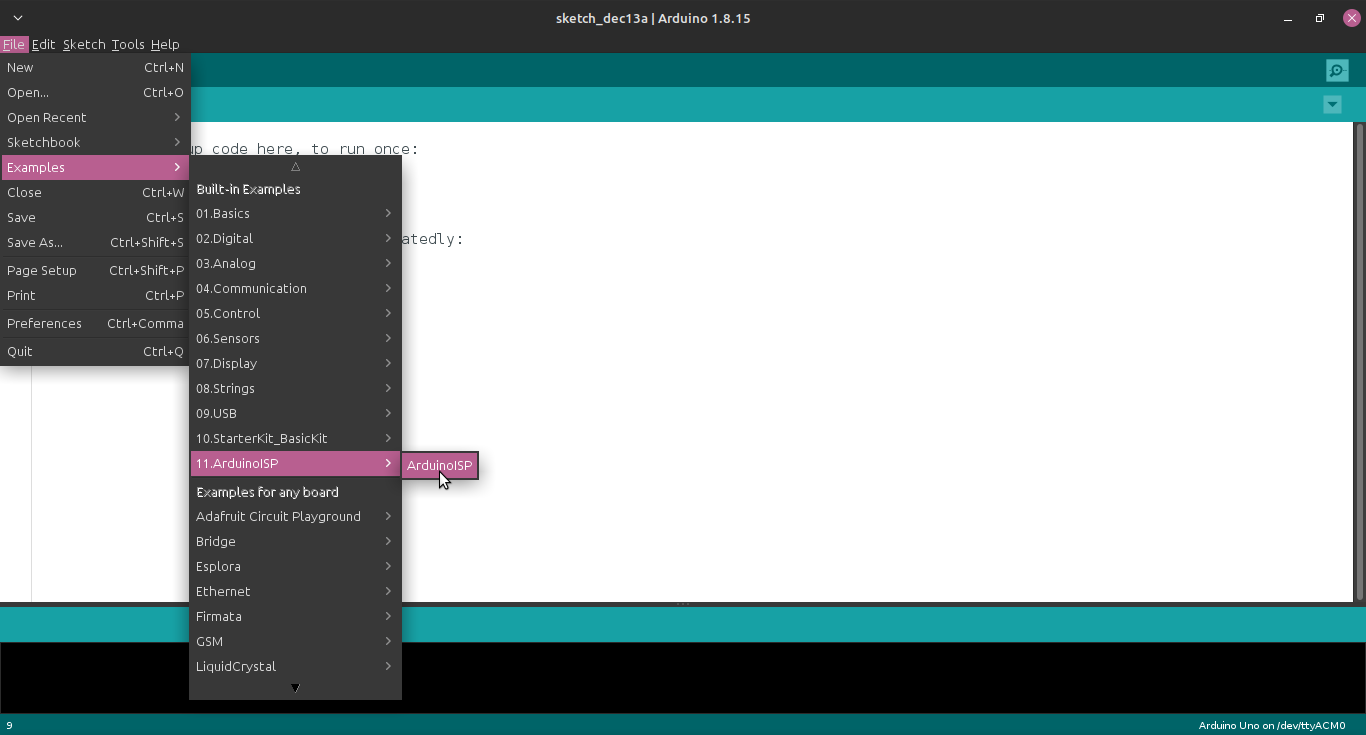 sketch_dec13a | Arduino 1.8.15
File Edit Sketch Tools Help
New Ctrl+N
Open... Ctrl+O
Open Recent
Sketchbook
Examples
Close Ctrl+W
Save Ctrl+S
Save As... Ctrl+Shift+S
Page Setup Ctrl+Shift+P
Print Ctrl+P
Preferences Ctrl+Comma
Quit Ctrl+Q
up code here, to run once:
atedly:
Built-in Examples
01.Basics
02.Digital
03.Analog
04.Communication
05.Control
06.Sensors
07.Display
08.Strings
09.USB
10.StarterKit_BasicKit
11.ArduinoISP
ArduinoISP
Examples for any board
Adafruit Circuit Playground
Bridge
Esplora
Ethernet
Firmata
GSM
LiquidCrystal
9
Arduino Uno on /dev/ttyACM0